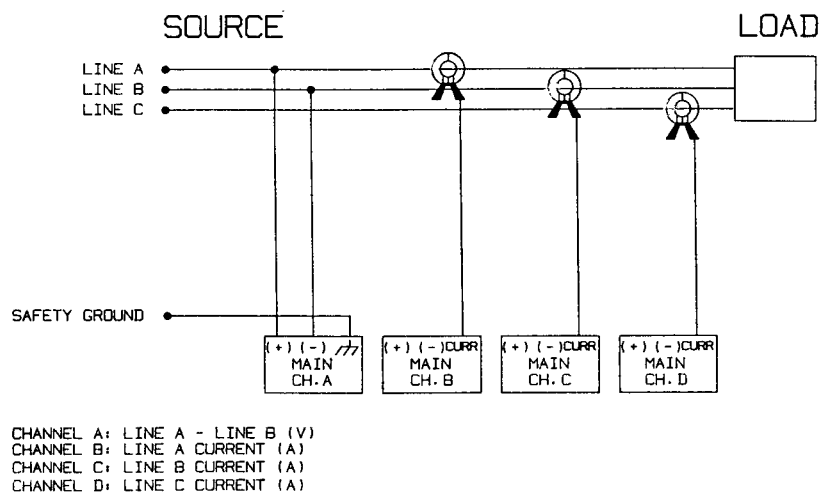 SOURCE LOAD
LINE A
LINE B
LINE C
SAFETY GROUND
(+) (-) (+) (-)CURR (+) (-)CURR (+) (-)CURR
MAIN MAIN MAIN MAIN
CH.A CH.B CH.C CH.D
CHANNEL A: LINE A - LINE B (V)
CHANNEL B: LINE A CURRENT (A)
CHANNEL C: LINE B CURRENT (A)
CHANNEL D: LINE C CURRENT (A)